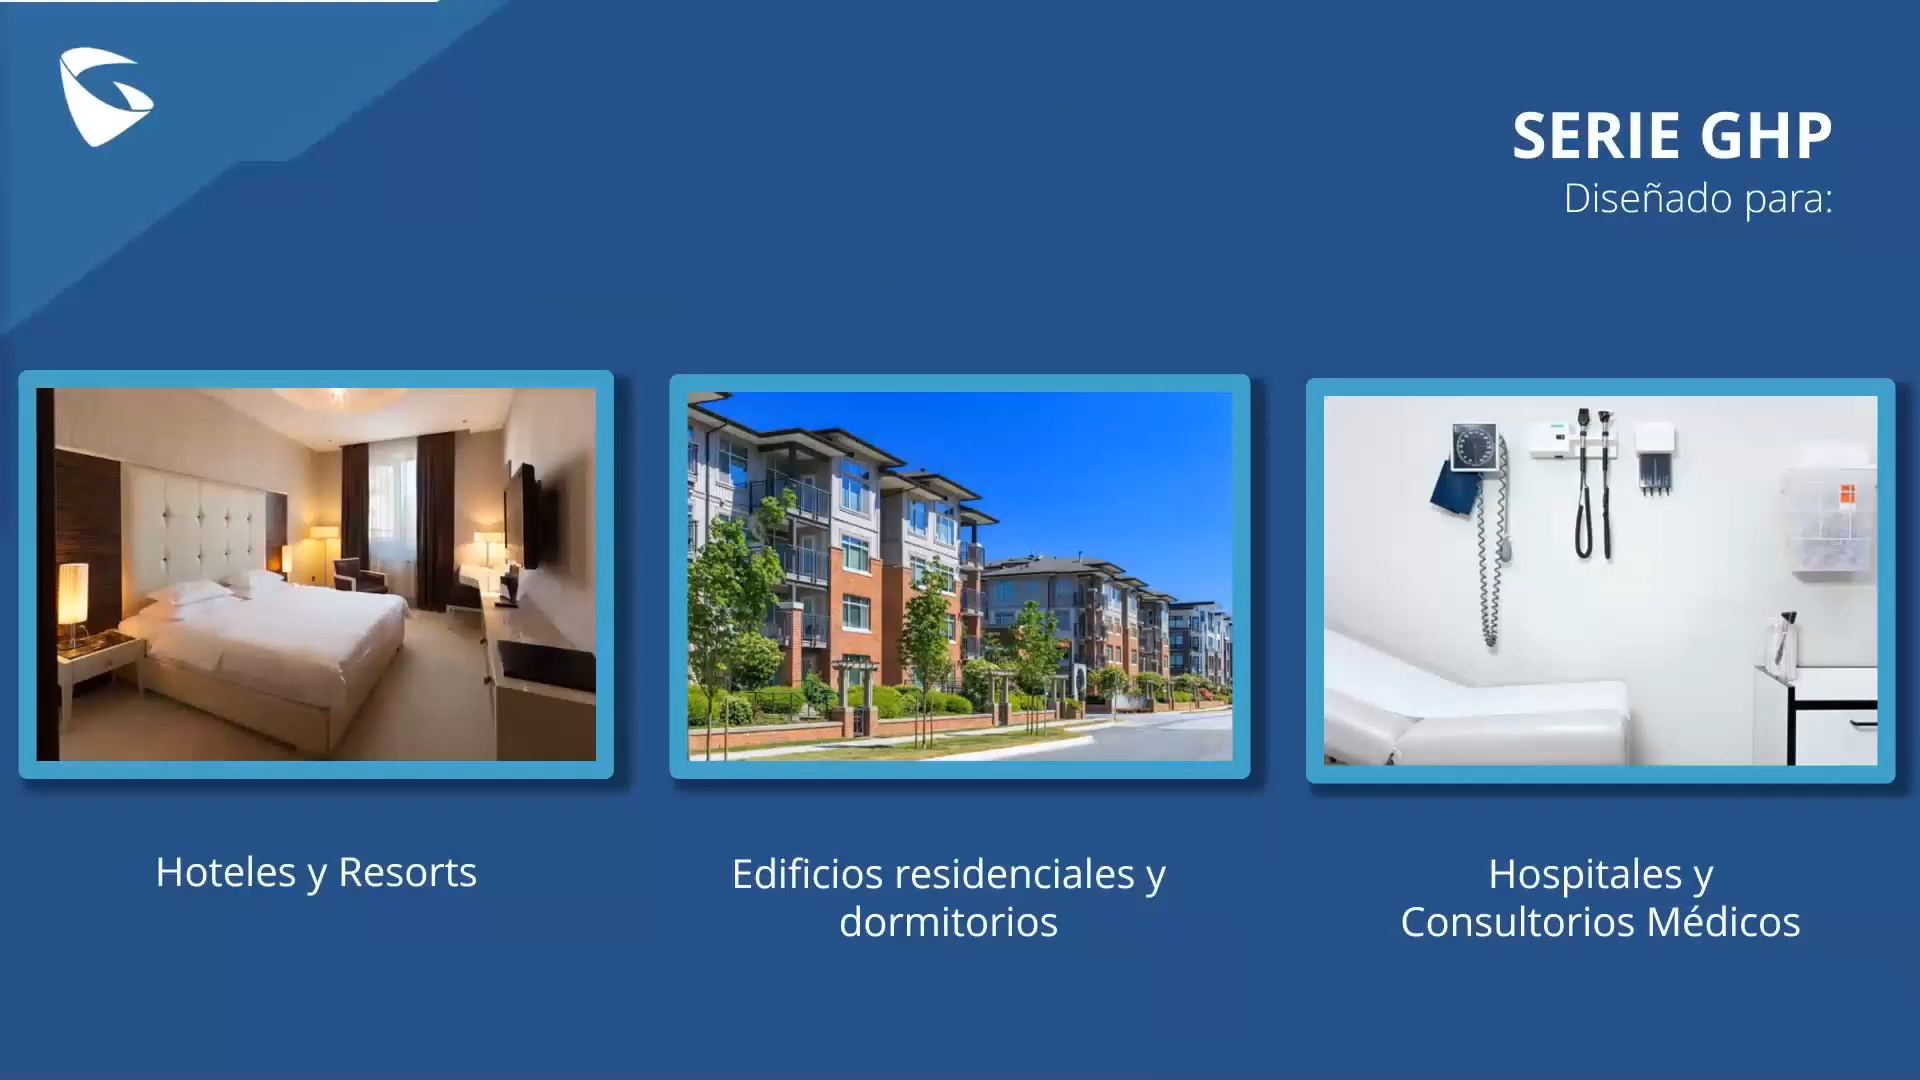 SERIE GHP
Diseñado para:
Hoteles y Resorts
Edificios residenciales y
dormitorios
Hospitales y
Consultorios Médicos